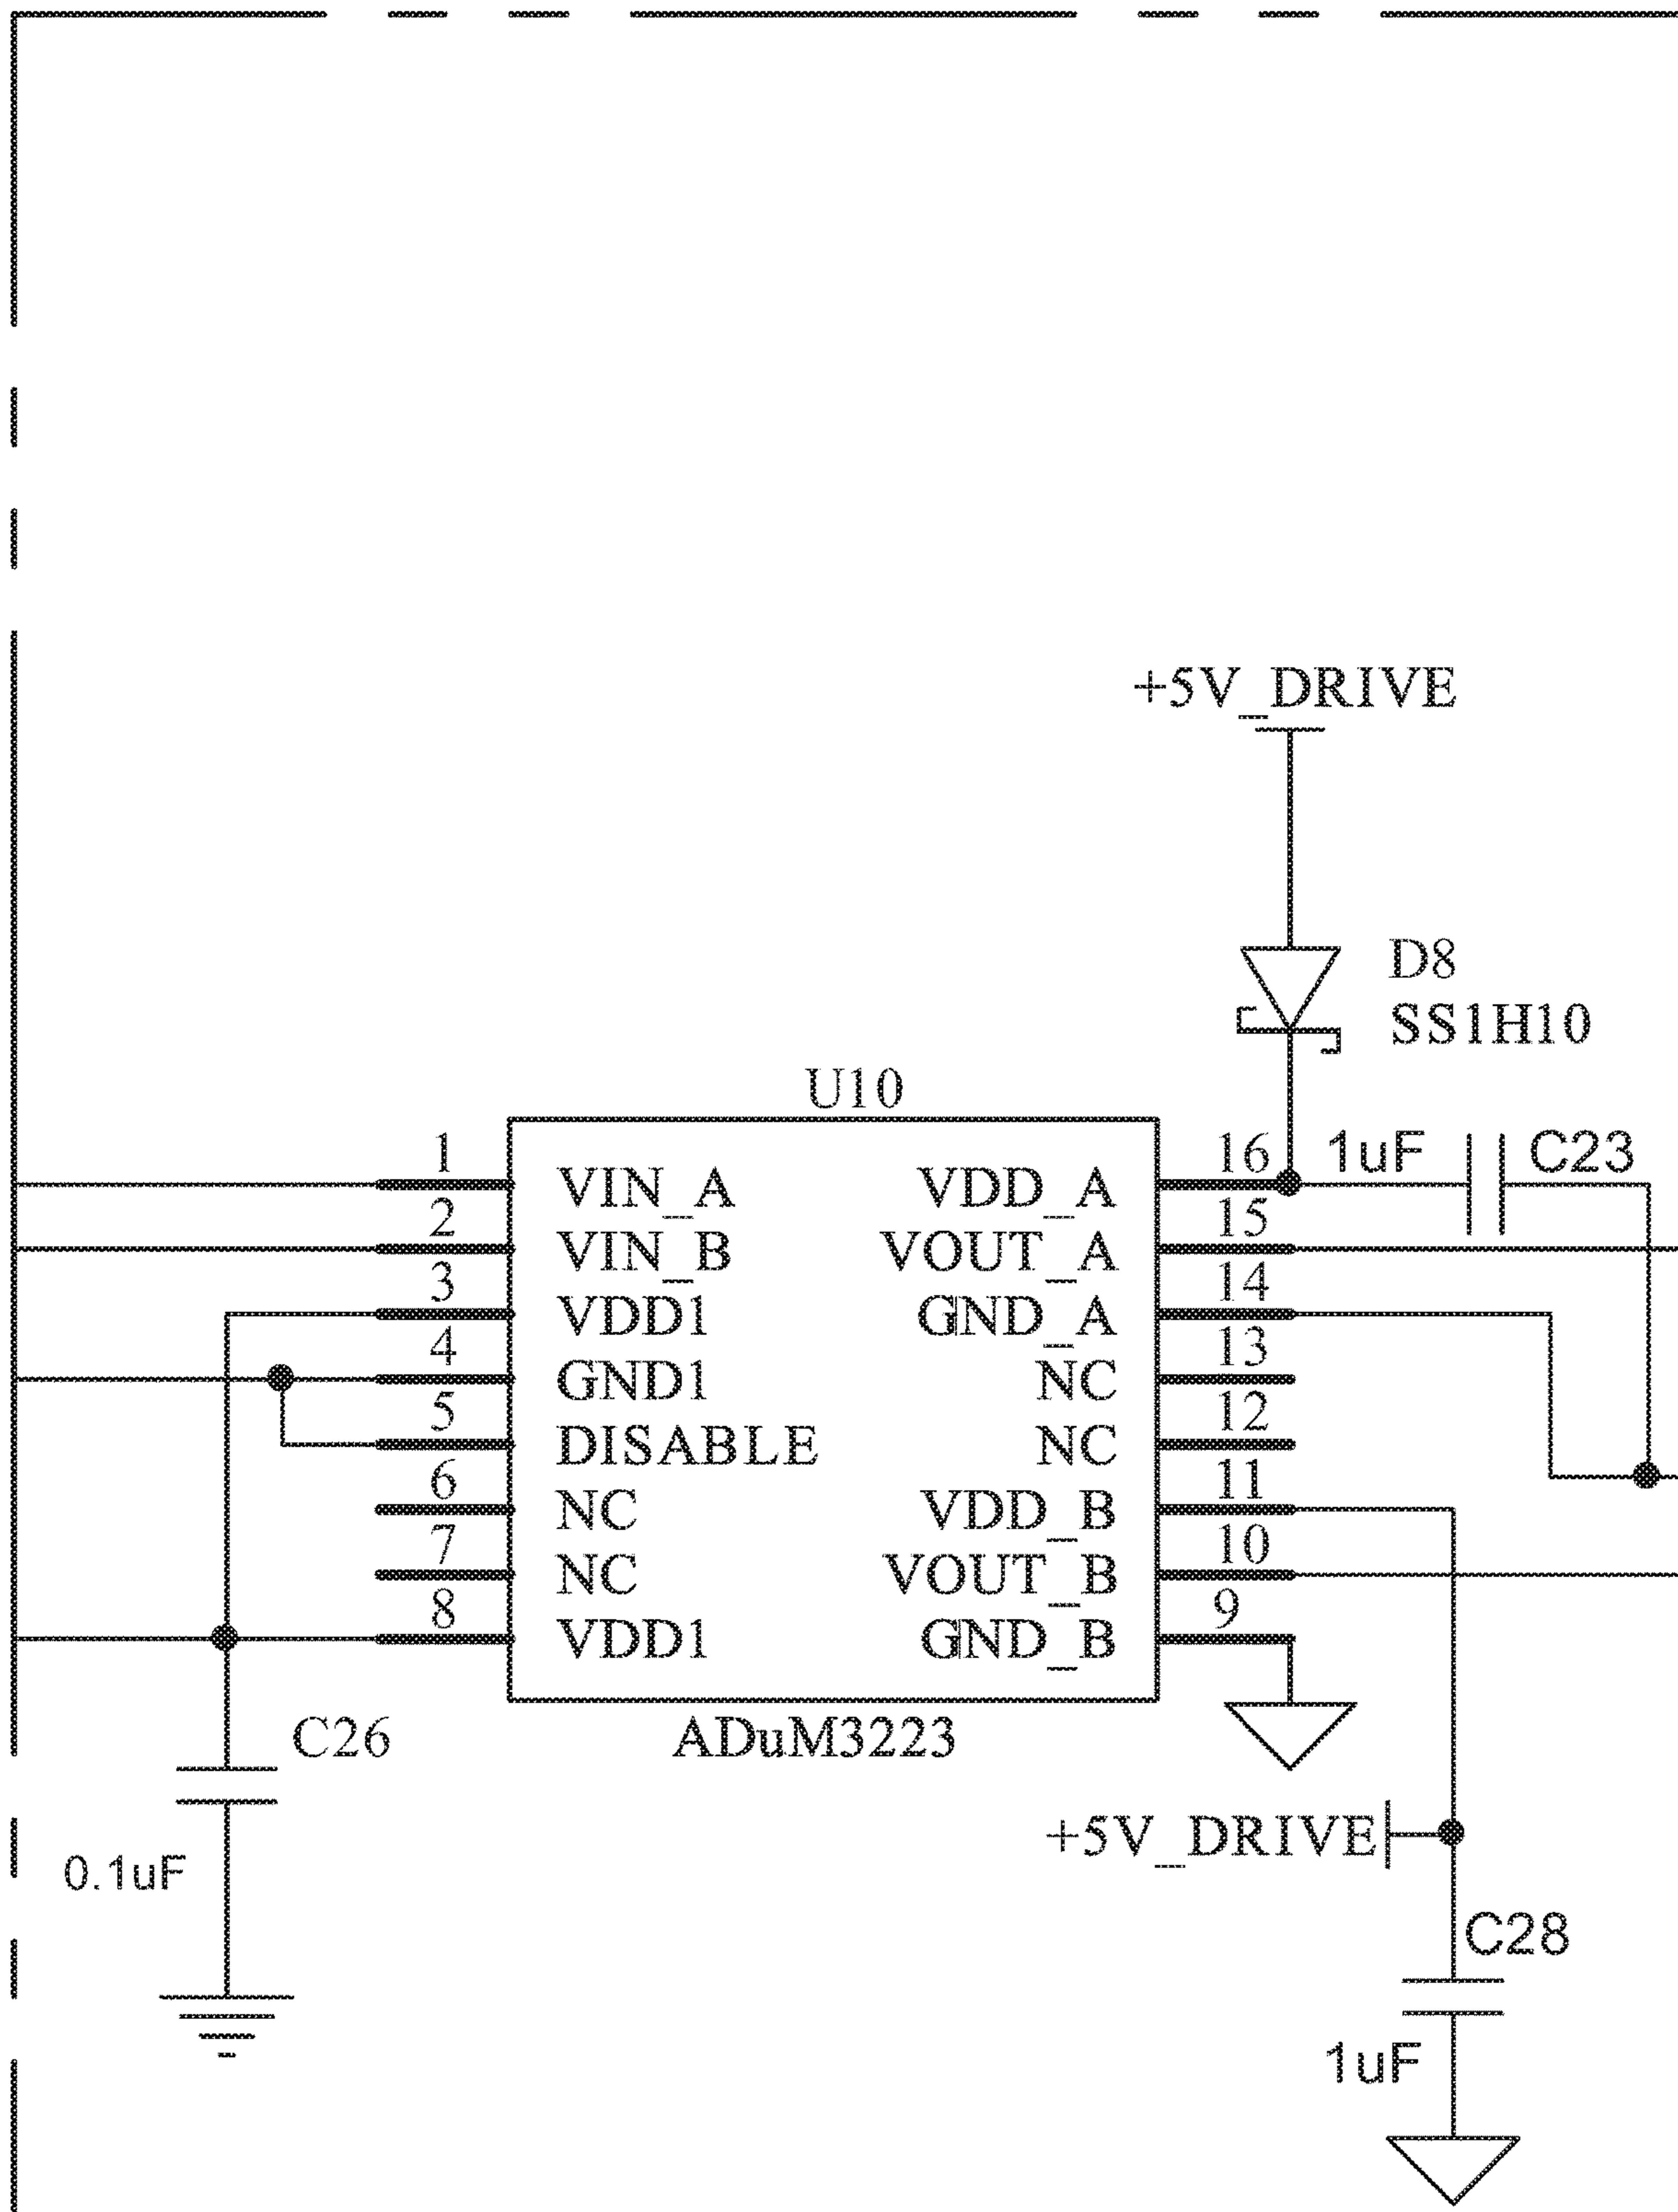 +5V_DRIVE
D8
SS1H10
U10
1 VIN_A VDD_A 16 1uF C23
2 VIN_B VOUT_A 15
3 VDD1 GND_A 14
4 GND1 NC 13
5 DISABLE NC 12
6 NC VDD_B 11
7 NC VOUT_B 10
8 VDD1 GND_B 9
C26 ADuM3223
+5V_DRIVE
0.1uF
C28
1uF